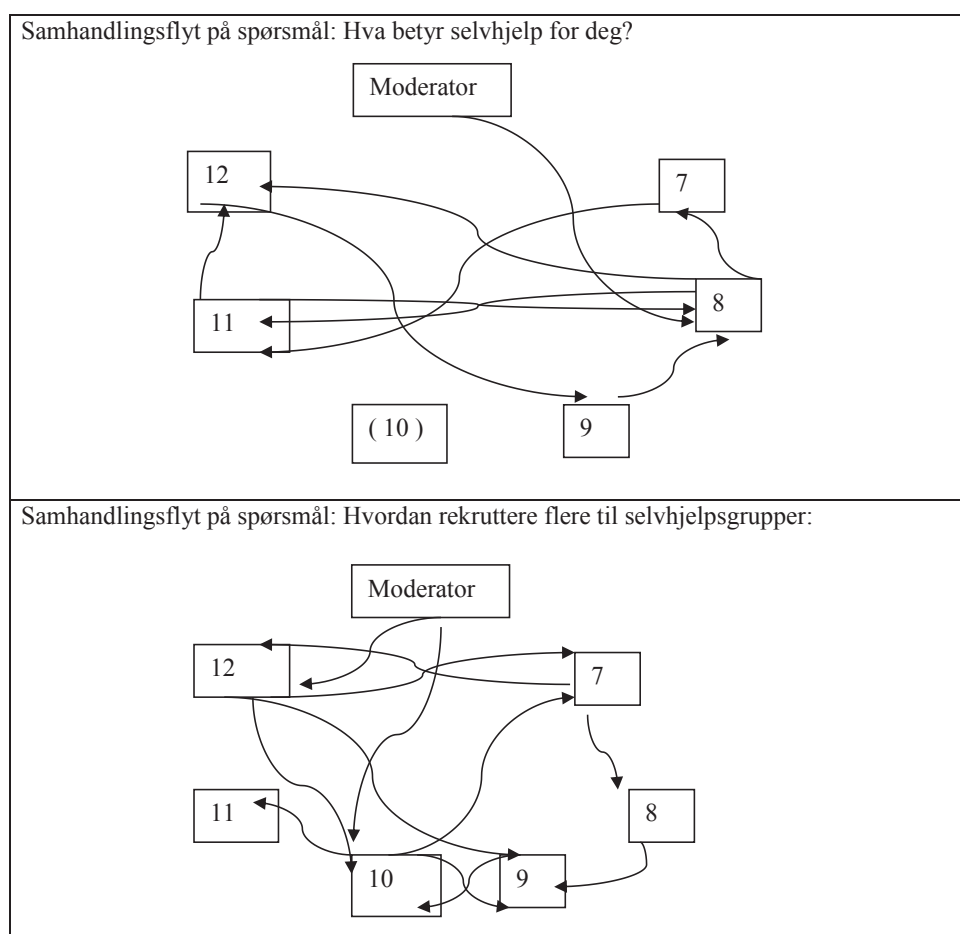 Samhandlingsflyt på spørsmål: Hva betyr selvhjelp for deg?
Moderator
12
7
8
11
( 10 )
9
Samhandlingsflyt på spørsmål: Hvordan rekruttere flere til selvhjelpsgrupper:
Moderator
12
7
11
8
10
9